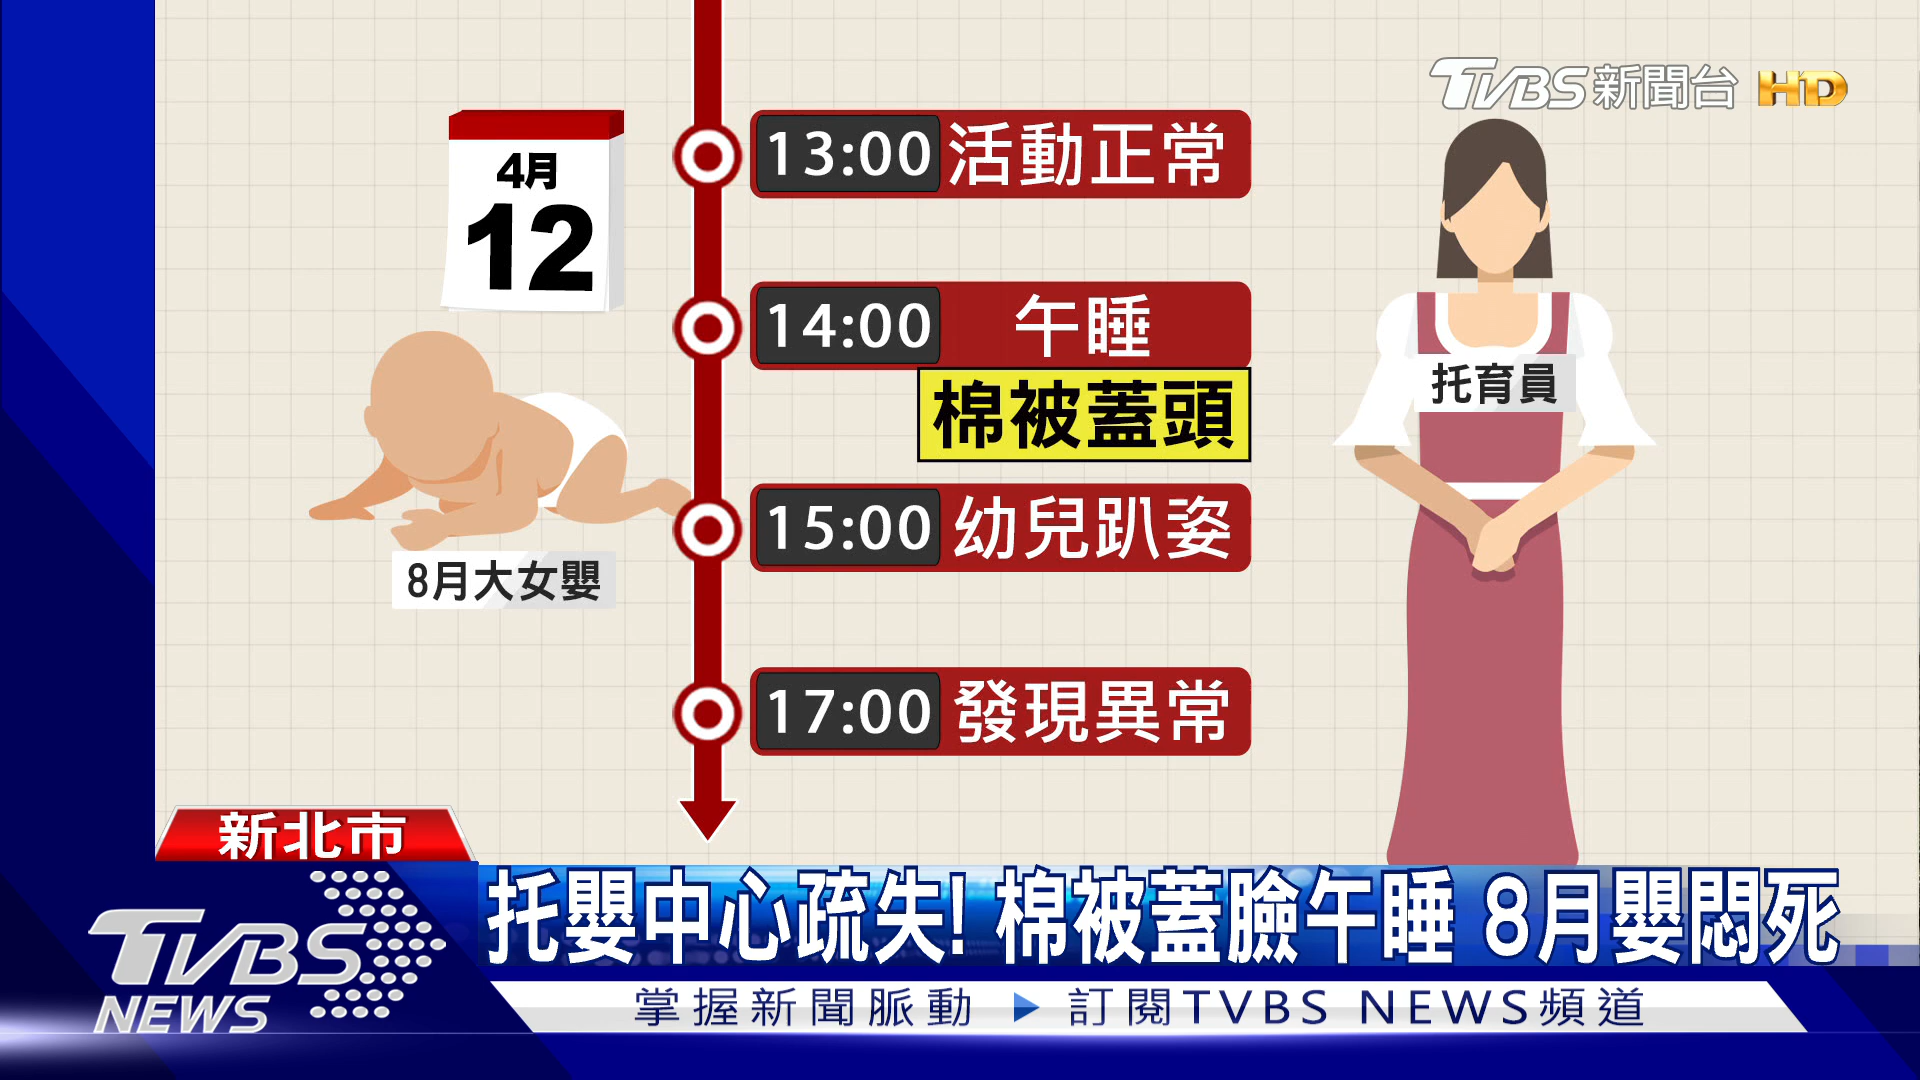 TVBS新聞台 HD
4月
12
13:00 活動正常
14:00 午睡
棉被蓋頭
15:00 幼兒趴姿
17:00 發現異常
8月大女嬰
托育員
新北市
托嬰中心疏失! 棉被蓋臉午睡 8月嬰悶死
TVBS
NEWS
掌握新聞脈動 ▶ 訂閱TVBS NEWS頻道